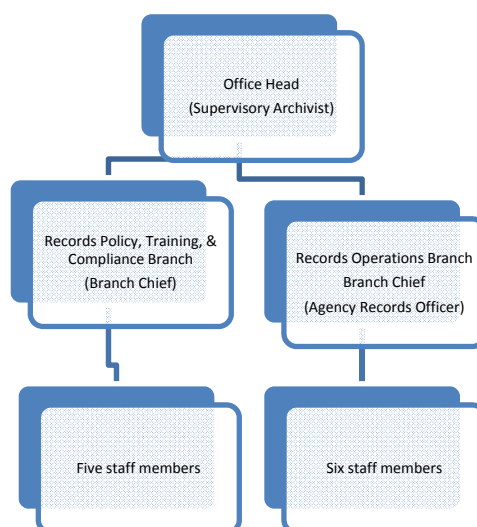 Office Head
(Supervisory Archivist)
Records Policy, Training, &
Compliance Branch
(Branch Chief)
Records Operations Branch
Branch Chief
(Agency Records Officer)
Five staff members
Six staff members